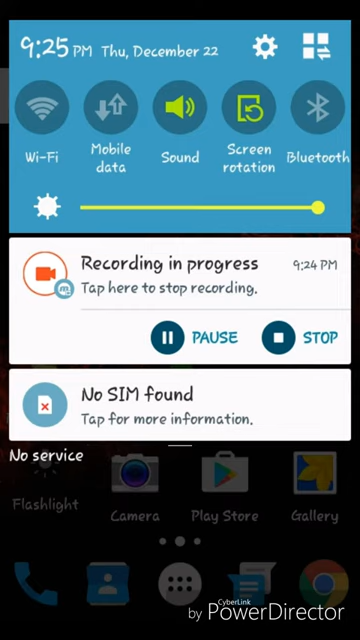 9:25 PM Thu, December 22
Wi-Fi
Mobile
data
Sound
Screen
rotation
Bluetooth
Recording in progress
9:24 PM
Tap here to stop recording.
PAUSE
STOP
No SIM found
Tap for more information.
No service
Flashlight
Camera
Play Store
Gallery
CyberLink
by PowerDirector